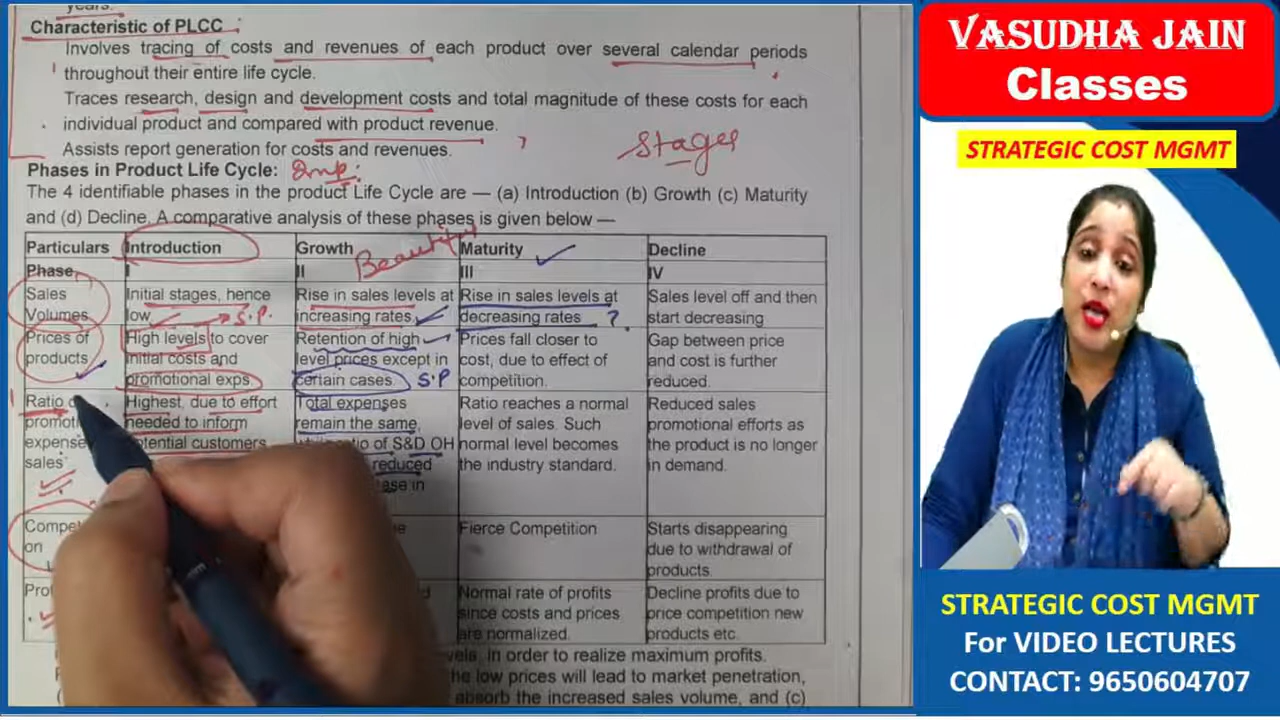 years.
Characteristic of PLCC
Involves tracing of costs and revenues of each product over several calendar periods
throughout their entire life cycle.
Traces research, design and development costs and total magnitude of these costs for each
individual product and compared with product revenue.
Assists report generation for costs and revenues.
Stages
Phases in Product Life Cycle: Imp:
The 4 identifiable phases in the product Life Cycle are — (a) Introduction (b) Growth (c) Maturity
and (d) Decline. A comparative analysis of these phases is given below —
Particulars Introduction Growth Maturity Decline
Beautiful
Phase I II III IV
Sales Initial stages, hence Rise in sales levels at Rise in sales levels at Sales level off and then
Volumes low → S.P. increasing rates decreasing rates ? start decreasing
Prices of High levels to cover Retention of high Prices fall closer to Gap between price
products initial costs and level prices except in cost, due to effect of and cost is further
promotional exps. certian cases. S.P competition. reduced.
Ratio Highest, due to effort Total expenses Ratio reaches a normal Reduced sales
needed to inform remain the same, level of sales. Such promotional efforts as
potential customers of S&D OH normal level becomes the product is no longer
sales reduced the industry standard. in demand.
in
Fierce Competition Starts disappearing
on due to withdrawal of
products.
Normal rate of profits Decline profits due to
since costs and prices price competition new
are normalized. products etc.
in order to realize maximum profits.
low prices will lead to market penetration,
absorb the increased sales volume, and (c)
VASUDHA JAIN
Classes
STRATEGIC COST MGMT
STRATEGIC COST MGMT
For VIDEO LECTURES
CONTACT: 9650604707